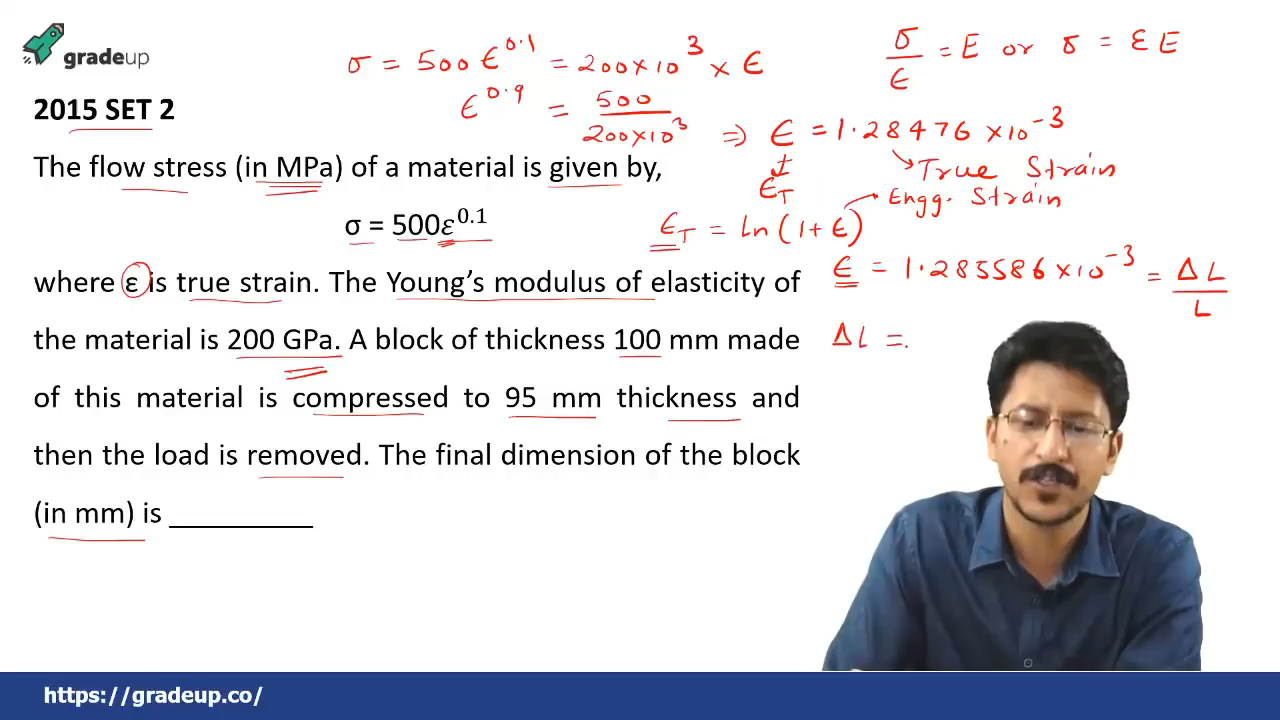 gradeup
σ = 500 ϵ^0.1 = 200×10^3 × ϵ
σ/ϵ = E or σ = ƐE
2015 SET 2
ϵ^0.9 = 500/200×10^3 ⇒ ϵ = 1.28476 ×10^-3
The flow stress (in MPa) of a material is given by,
True Strain
ϵT
Engg. Strain
σ = 500ε^0.1
ϵT = ln(1+ϵ)
where ε is true strain. The Young's modulus of elasticity of
ϵ = 1.285586×10^-3 = ΔL/L
the material is 200 GPa. A block of thickness 100 mm made
ΔL =
of this material is compressed to 95 mm thickness and
then the load is removed. The final dimension of the block
(in mm) is __________
https://gradeup.co/